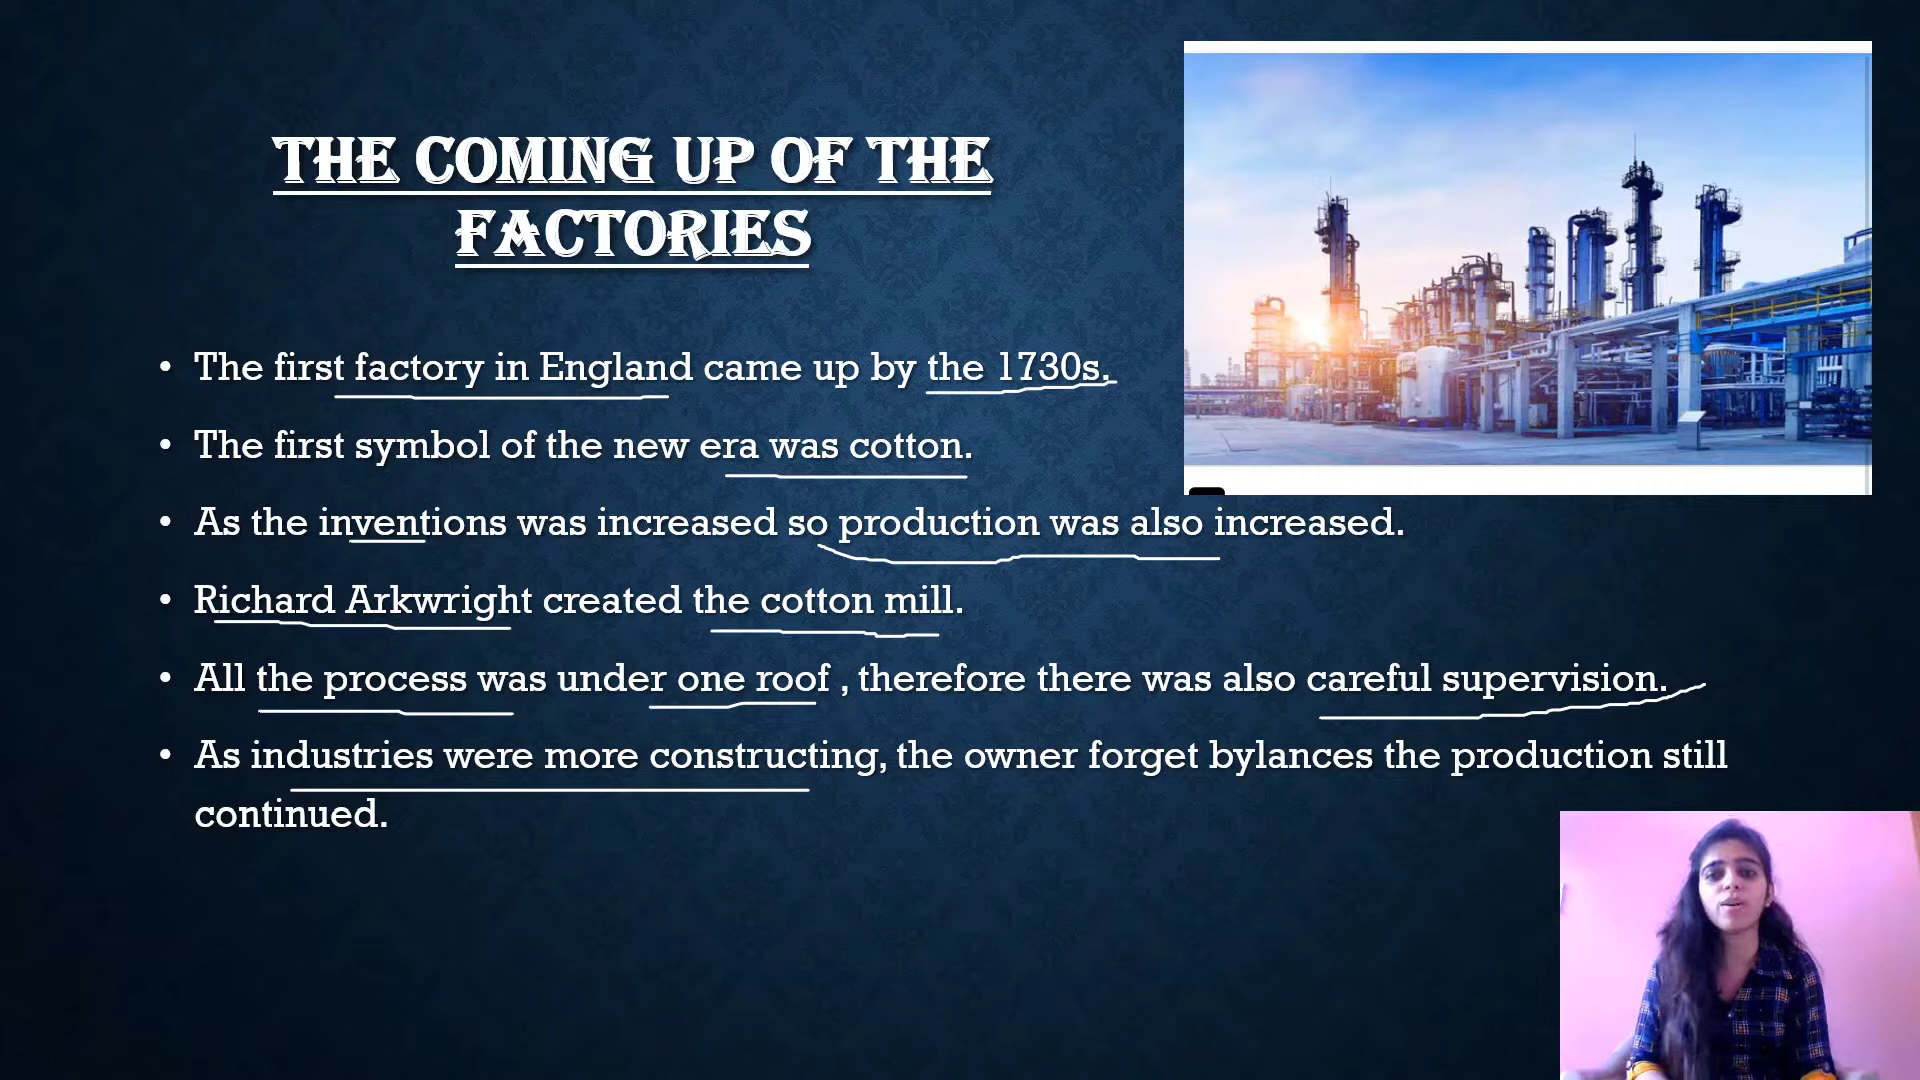 THE COMING UP OF THE
FACTORIES
• The first factory in England came up by the 1730s.
• The first symbol of the new era was cotton.
• As the inventions was increased so production was also increased.
• Richard Arkwright created the cotton mill.
• All the process was under one roof , therefore there was also careful supervision.
• As industries were more constructing, the owner forget bylances the production still
continued.